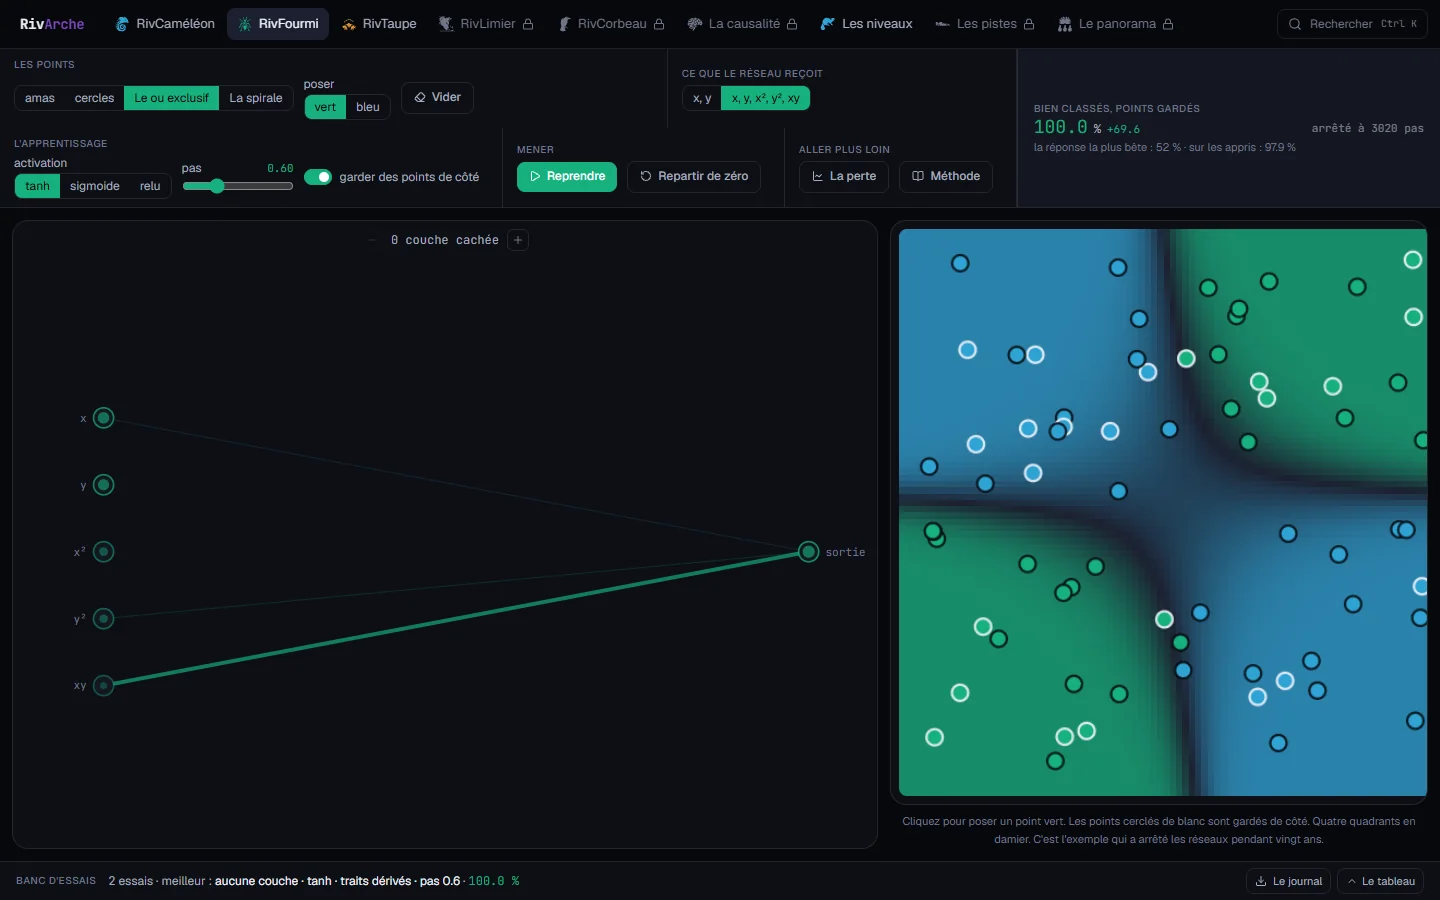 RivArche RivCaméléon RivFourmi RivTaupe RivLimier RivCorbeau La causalité Les niveaux Les pistes Le panorama Rechercher Ctrl K
LES POINTS
amas cercles Le ou exclusif La spirale
poser
vert bleu
Vider
CE QUE LE RÉSEAU REÇOIT
x, y x, y, x², y², xy
L'APPRENTISSAGE
activation
tanh sigmoide relu
pas 0.60
garder des points de côté
MENER
Reprendre Repartir de zéro
ALLER PLUS LOIN
La perte Méthode
BIEN CLASSÉS, POINTS GARDÉS
100.0 % +69.6 arrêté à 3020 pas
la réponse la plus bête : 52 % · sur les appris : 97.9 %
0 couche cachée +
x
y
x²
y²
xy
sortie
Cliquez pour poser un point vert. Les points cerclés de blanc sont gardés de côté. Quatre quadrants en
damier. C'est l'exemple qui a arrêté les réseaux pendant vingt ans.
BANC D'ESSAIS 2 essais · meilleur : aucune couche · tanh · traits dérivés · pas 0.6 · 100.0 % Le journal Le tableau